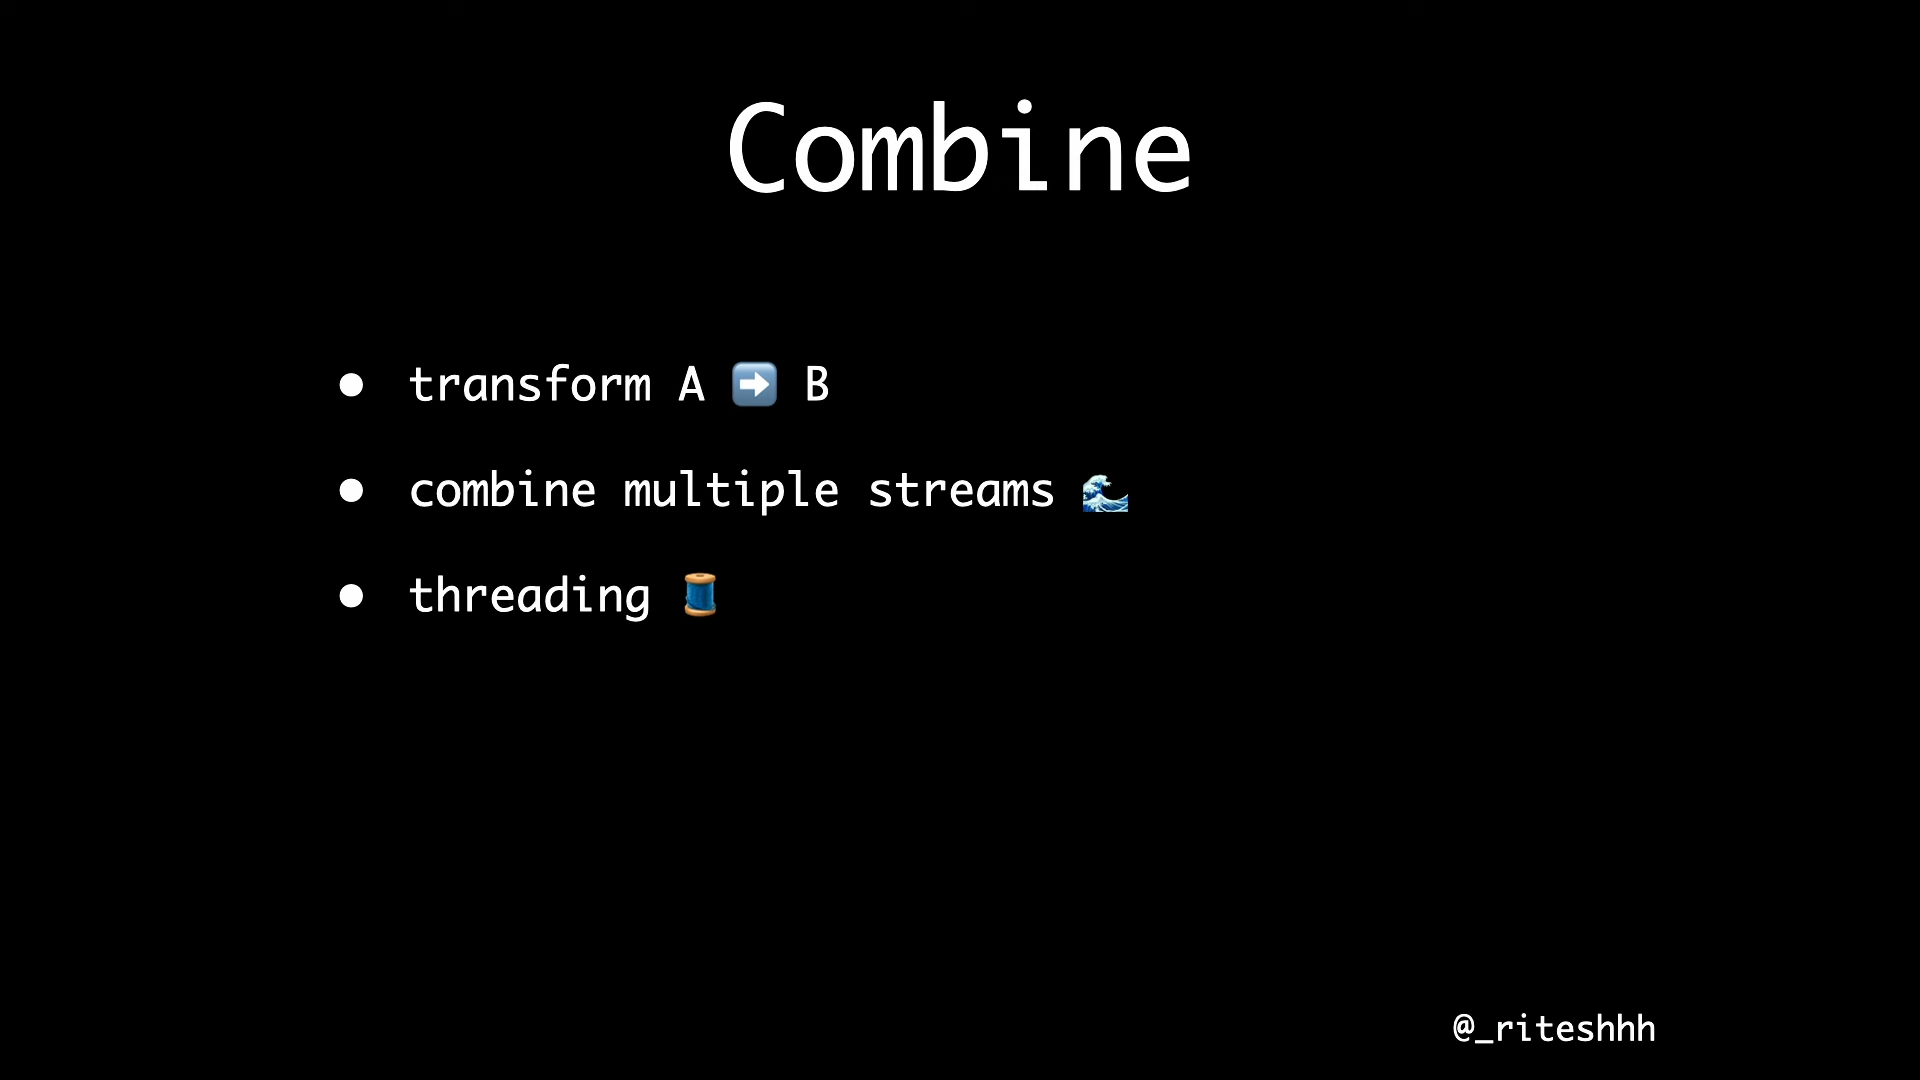 Combine
• transform A ➡️ B
• combine multiple streams 🌊
• threading 🧵
@_riteshhh